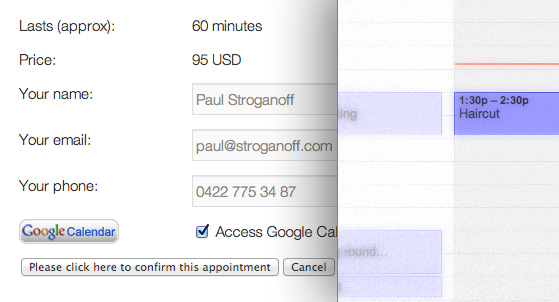 Lasts (approx): 60 minutes
Price: 95 USD
Your name: Paul Stroganoff
Your email: paul@stroganoff.com
Your phone: 0422 775 34 87
Google Calendar Access Google Cal
Please click here to confirm this appointment Cancel
1:30p – 2:30p
Haircut
ground...